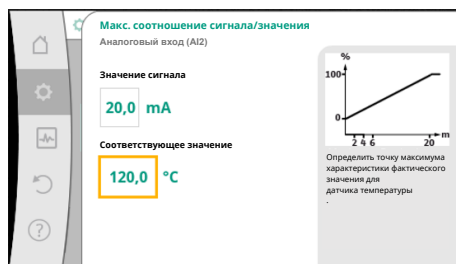 Макс. соотношение сигнала/значения
Аналоговый вход (AI2)
Значение сигнала
20,0 mA
Соответствующее значение
120,0 °C
%
100
0
2 4 6 20 m
Определить точку максимума
характеристики фактического
значения для
датчика температуры
.
?